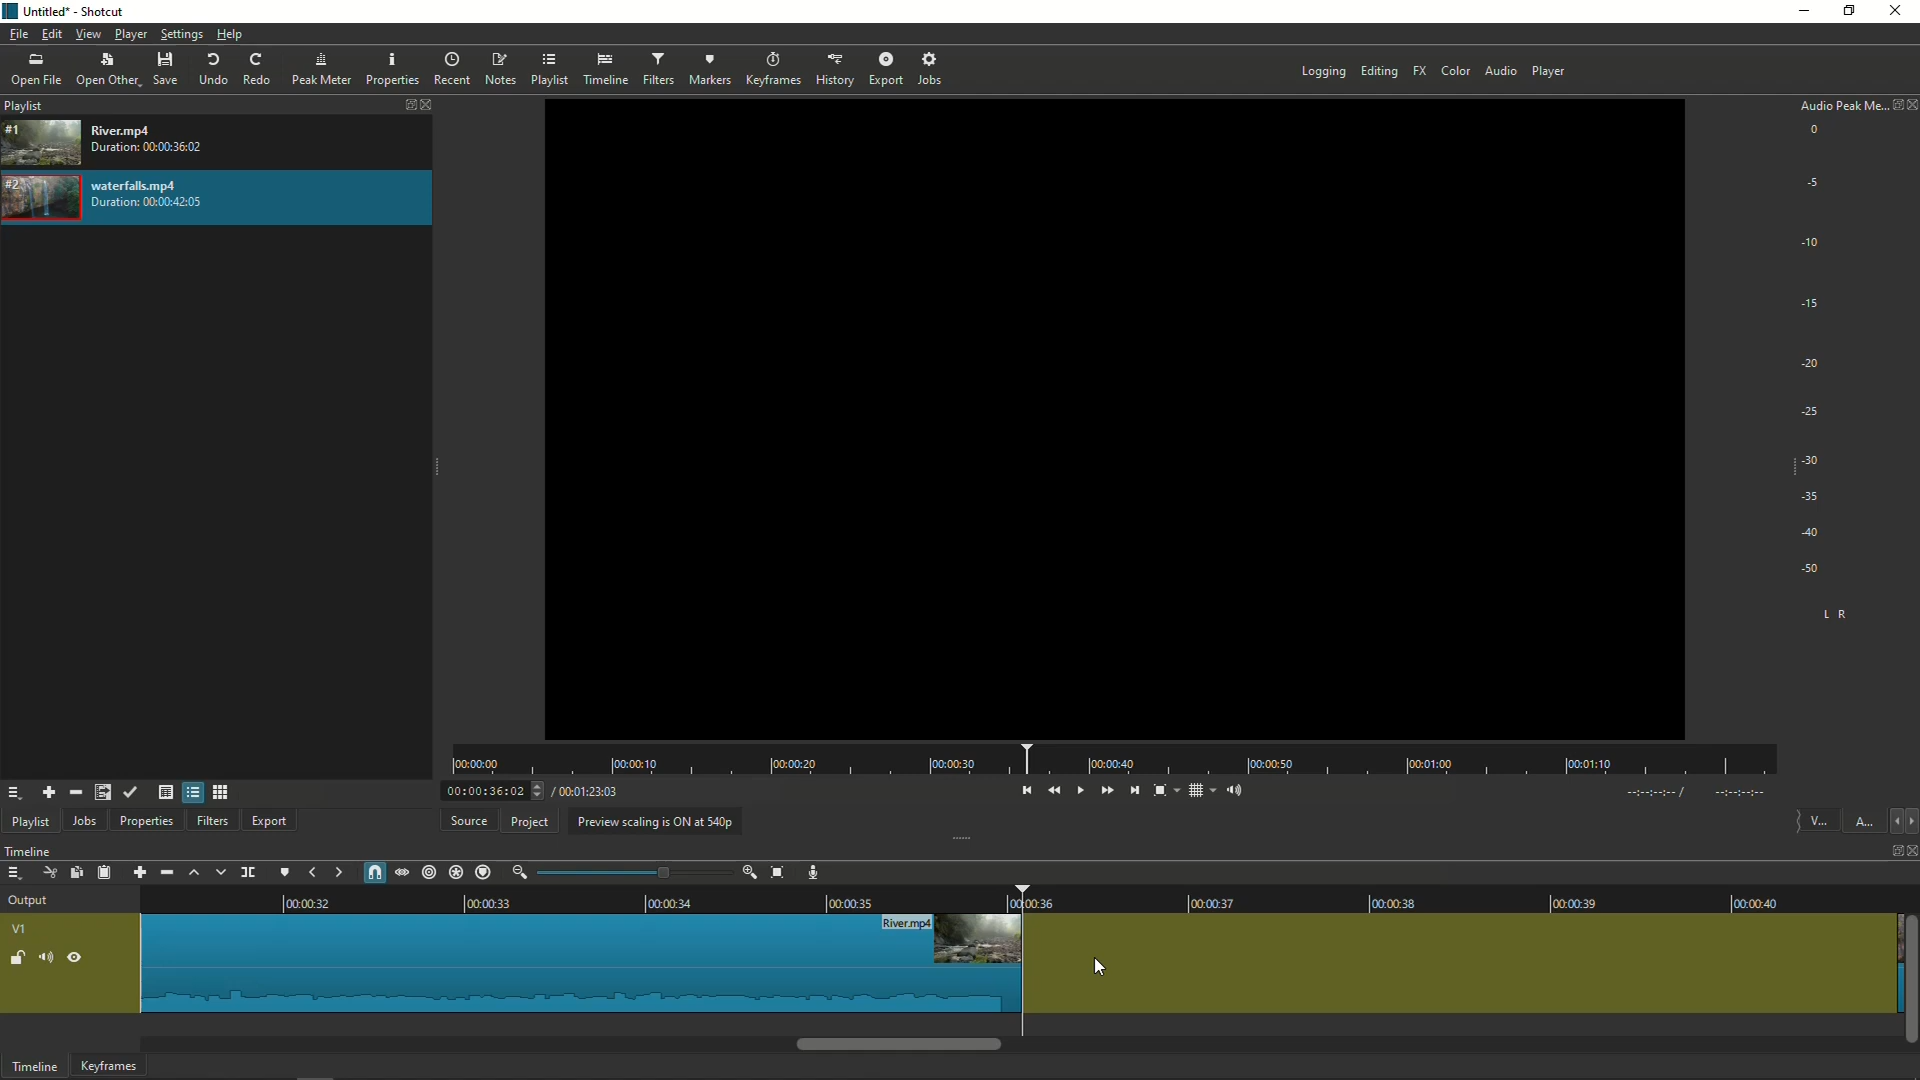 Untitled* - Shotcut
File Edit View Player Settings Help
Open File Open Other Save Undo Redo Peak Meter Properties Recent Notes Playlist Timeline Filters Markers Keyframes History Export Jobs
Logging Editing FX Color Audio Player
Playlist
#1 River.mp4
Duration: 00:00:36:02
#2 waterfalls.mp4
Duration: 00:00:42:05
Audio Peak Me...
0
-5
-10
-15
-20
-25
-30
-35
-40
-50
L R
00:00:00 00:00:10 00:00:20 00:00:30 00:00:40 00:00:50 00:01:00 00:01:10
00:00:36:02 / 00:01:23:03
--:--:--:-- / --:--:--:--
Playlist Jobs Properties Filters Export
Source Project Preview scaling is ON at 540p
V... A...
Timeline
Output
00:00:32 00:00:33 00:00:34 00:00:35 00:00:36 00:00:37 00:00:38 00:00:39 00:00:40
V1
River.mp4
Timeline Keyframes